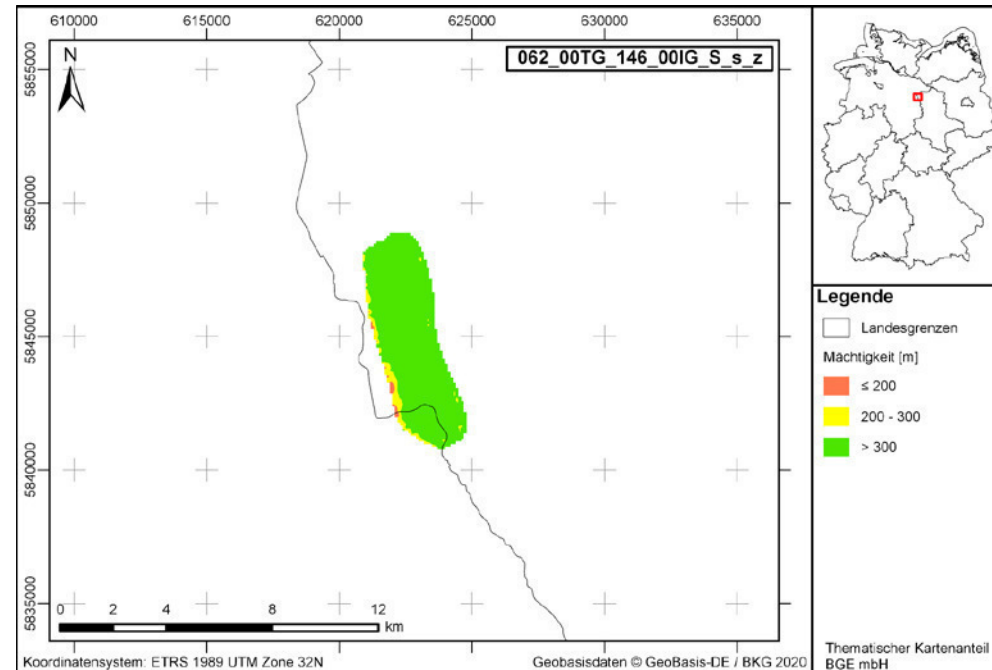 610000 615000 620000 625000 630000 635000
062_00TG_146_00IG_S_s_z
N
5855000
5850000
5845000
5840000
5835000
0 2 4 8 12
km
Koordinatensystem: ETRS 1989 UTM Zone 32N
Geobasisdaten © GeoBasis-DE / BKG 2020
Legende
Landesgrenzen
Mächtigkeit [m]
≤ 200
200 - 300
> 300
Thematischer Kartenanteil
BGE mbH